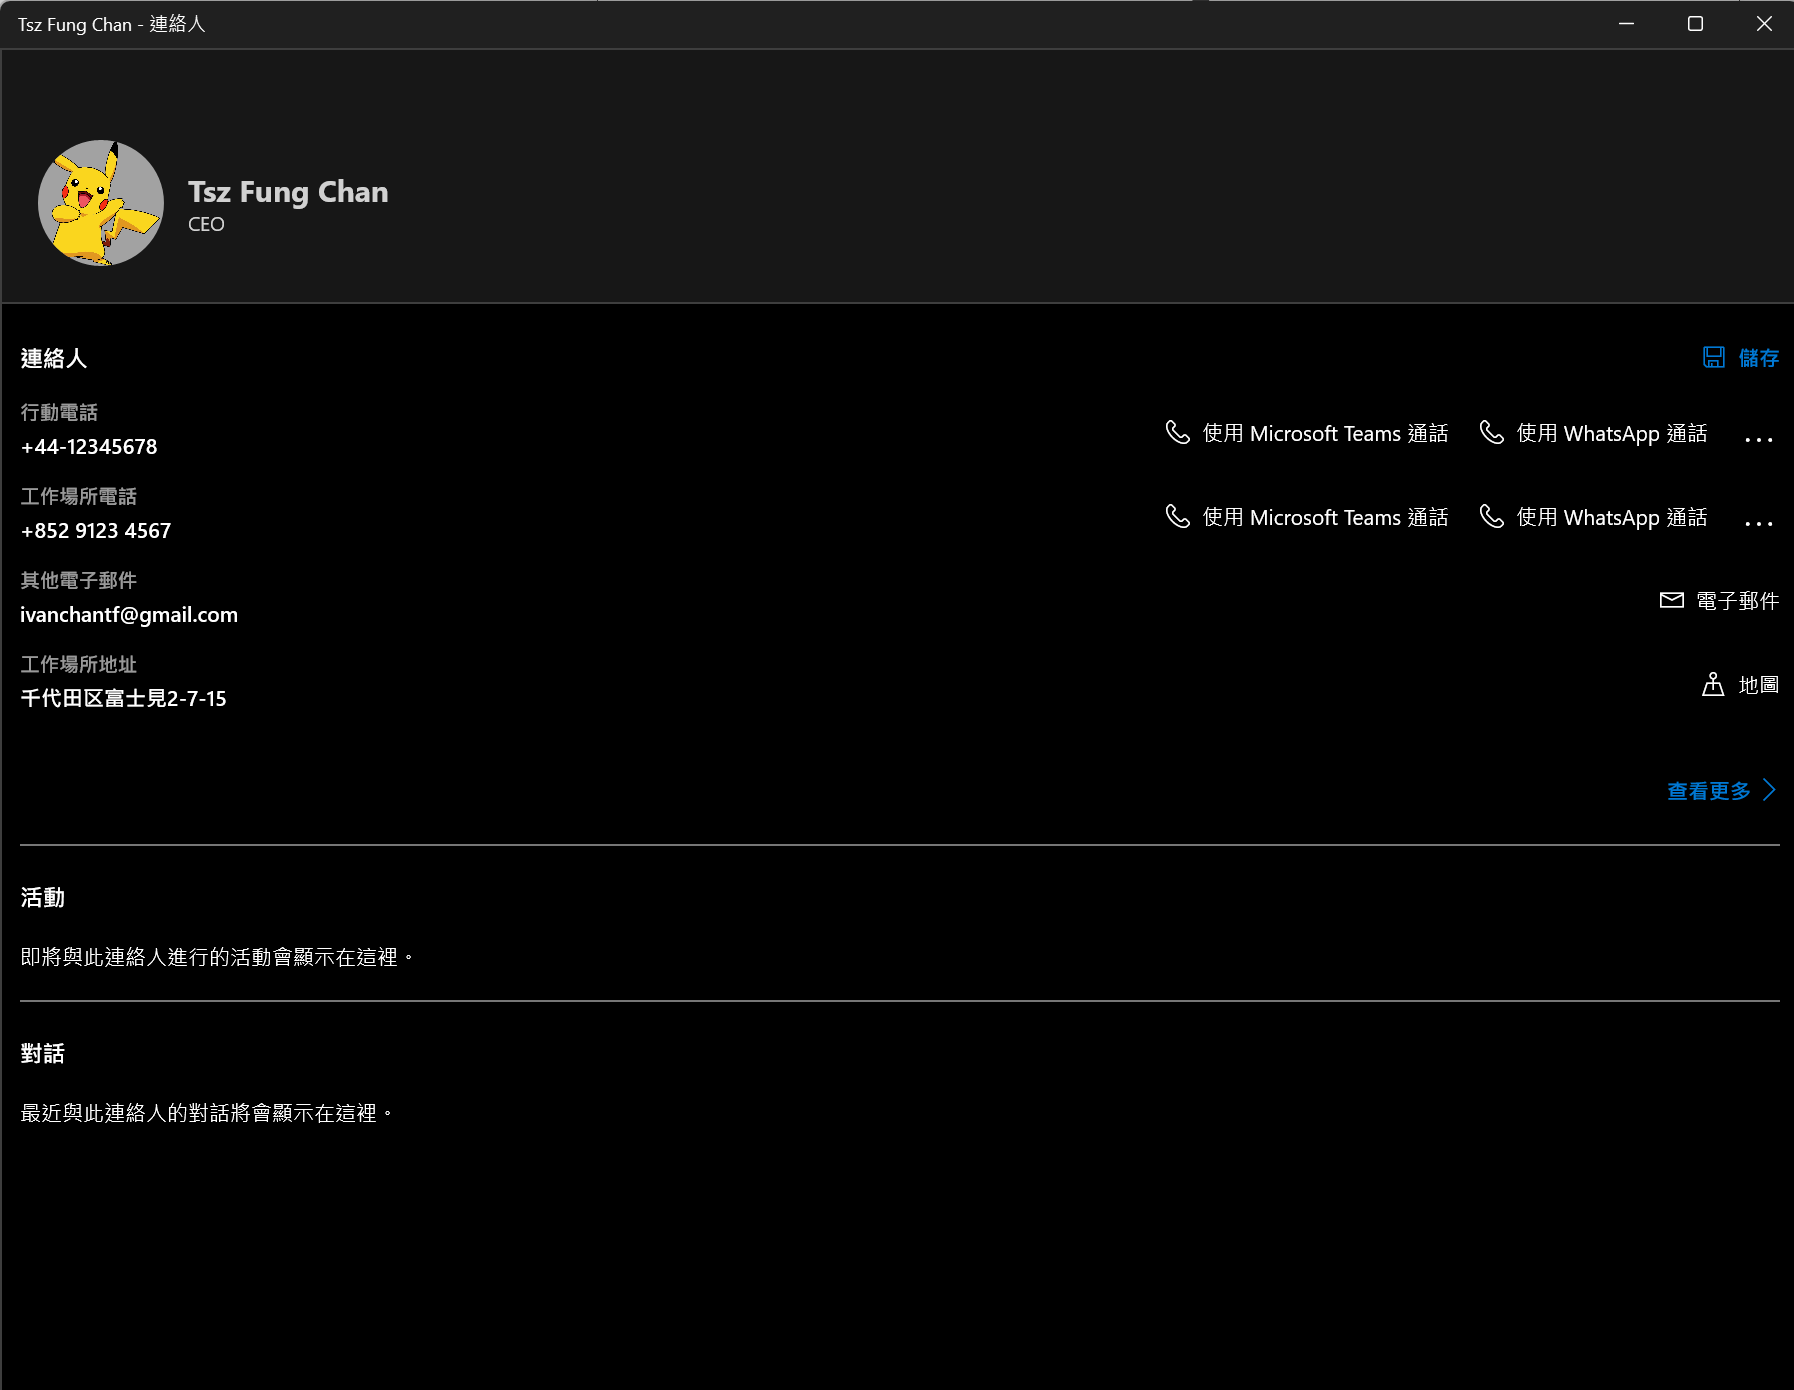 Tsz Fung Chan - 連絡人
Tsz Fung Chan
CEO
連絡人
儲存
行動電話
+44-12345678
使用 Microsoft Teams 通話
使用 WhatsApp 通話
...
工作場所電話
+852 9123 4567
使用 Microsoft Teams 通話
使用 WhatsApp 通話
...
其他電子郵件
ivanchantf@gmail.com
電子郵件
工作場所地址
千代田区富士見2-7-15
地圖
查看更多
活動
即將與此連絡人進行的活動會顯示在這裡。
對話
最近與此連絡人的對話將會顯示在這裡。